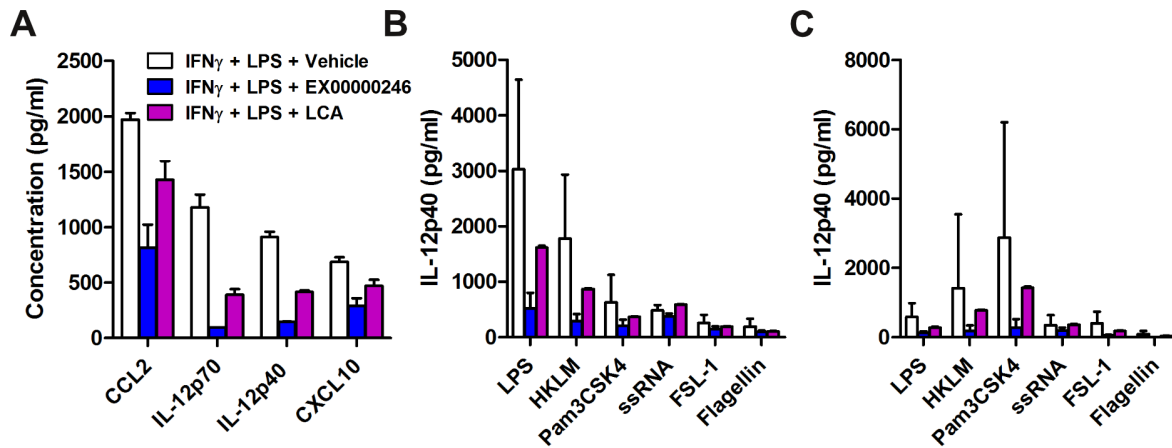 A
Concentration (pg/ml)
2500
2000
1500
1000
500
0
IFNγ + LPS + Vehicle
IFNγ + LPS + EX00000246
IFNγ + LPS + LCA
CCL2
IL-12p70
IL-12p40
CXCL10
B
IL-12p40 (pg/ml)
5000
4000
3000
2000
1000
0
LPS
HKLM
Pam3CSK4
ssRNA
FSL-1
Flagellin
C
IL-12p40 (pg/ml)
8000
6000
4000
2000
0
LPS
HKLM
Pam3CSK4
ssRNA
FSL-1
Flagellin